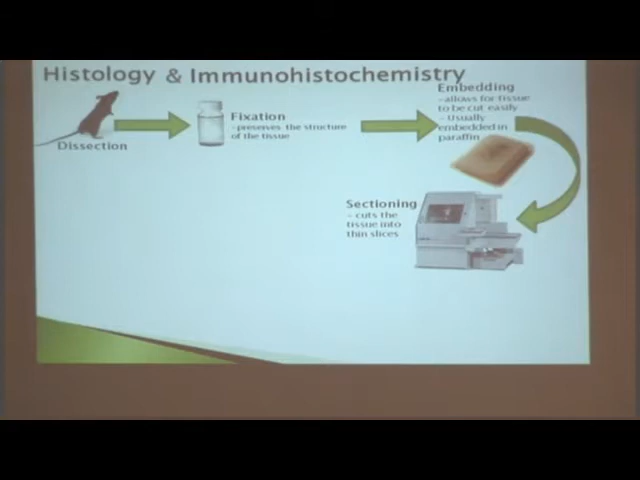 Histology & Immunohistochemistry
Dissection
Fixation
-preserves the structure
of the tissue
Embedding
-allows for tissue
to be cut easily
- Usually
embedded in
paraffin
Sectioning
- cuts the
tissue into
thin slices